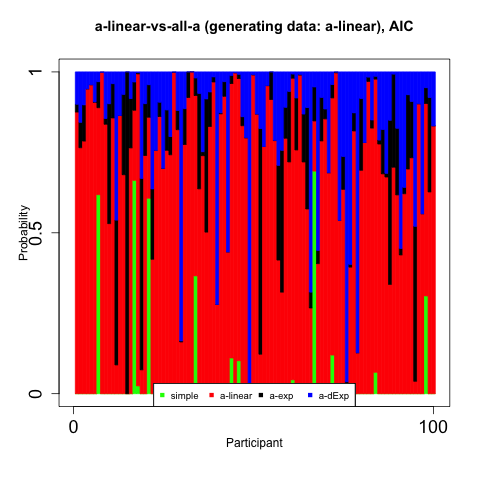 a-linear-vs-all-a (generating data: a-linear), AIC
1
0.5
0
Probability
simple a-linear a-exp a-dExp
0 100
Participant